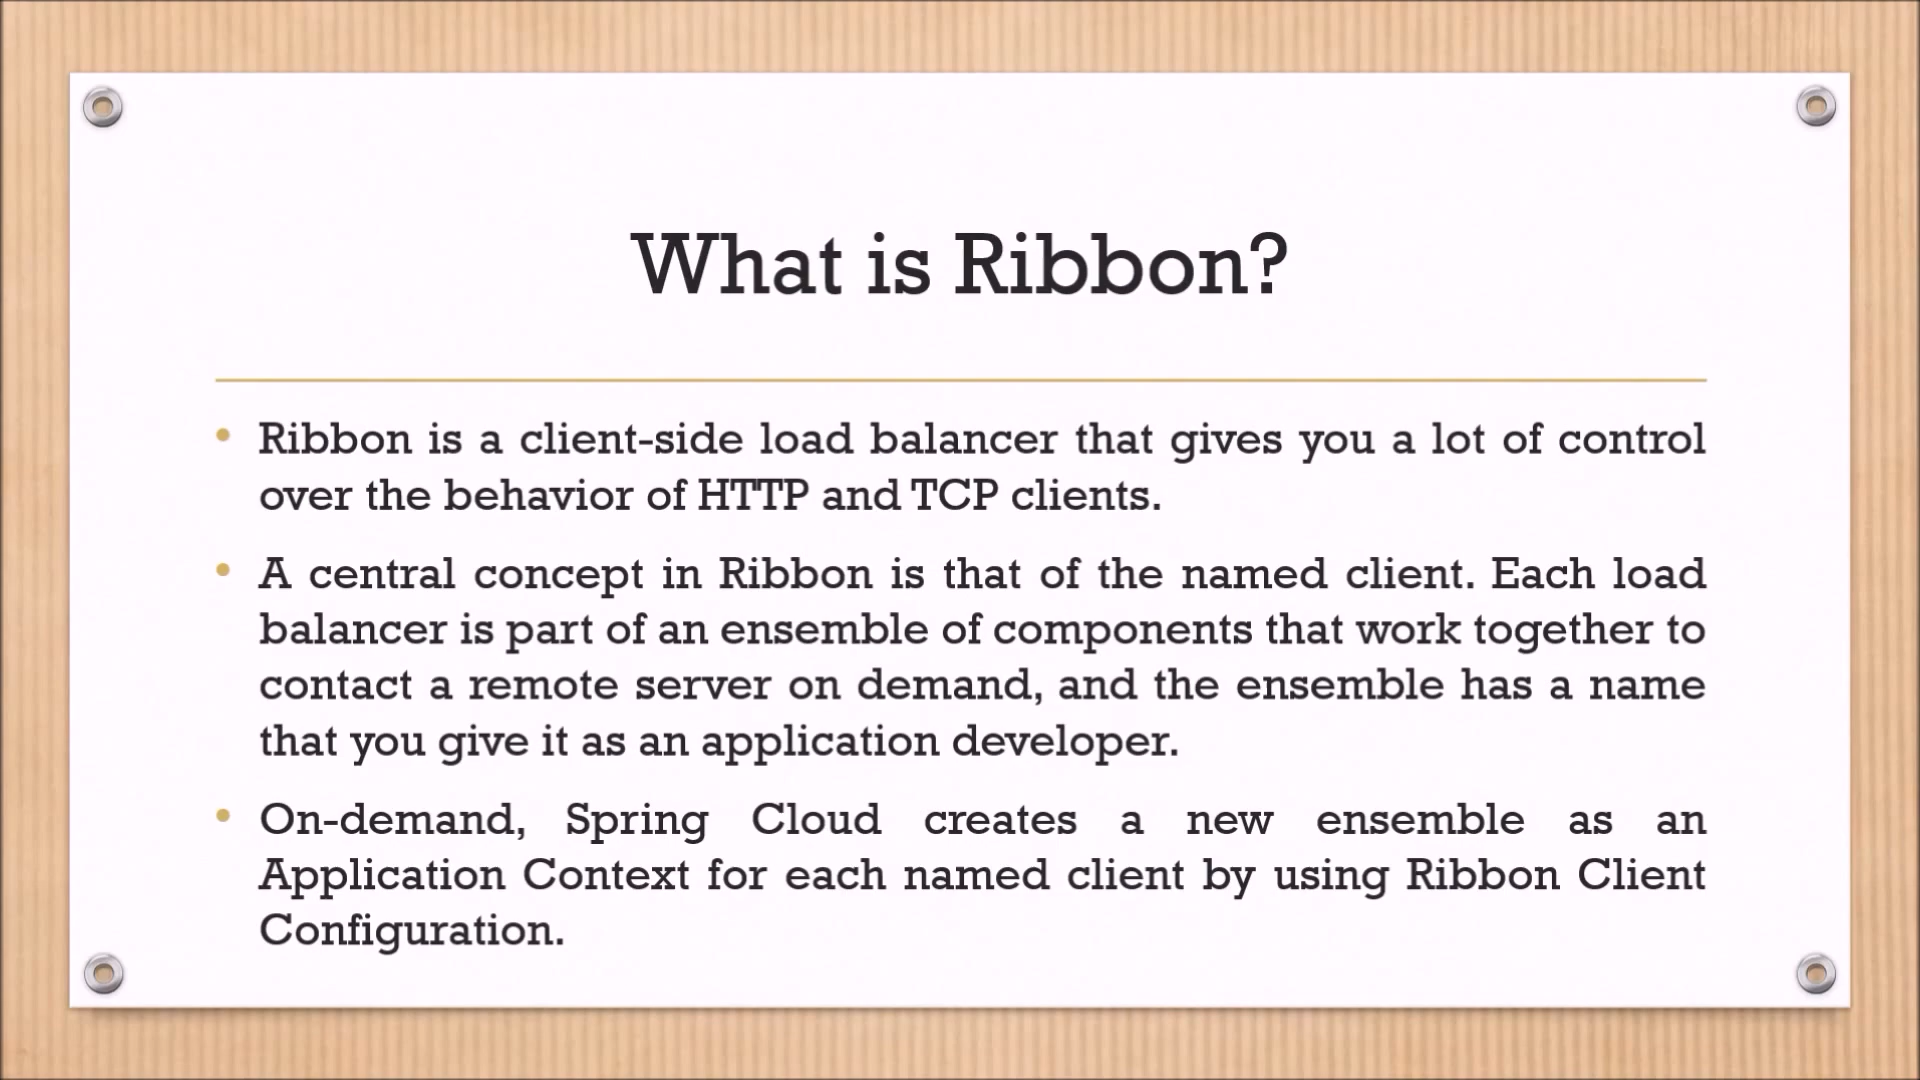 What is Ribbon?
• Ribbon is a client-side load balancer that gives you a lot of control
over the behavior of HTTP and TCP clients.
• A central concept in Ribbon is that of the named client. Each load
balancer is part of an ensemble of components that work together to
contact a remote server on demand, and the ensemble has a name
that you give it as an application developer.
• On-demand, Spring Cloud creates a new ensemble as an
Application Context for each named client by using Ribbon Client
Configuration.